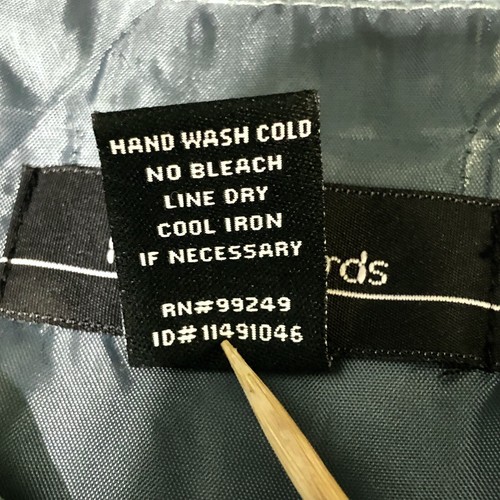 HAND WASH COLD
NO BLEACH
LINE DRY
COOL IRON
IF NECESSARY
RN#99249
ID#11491046
rds